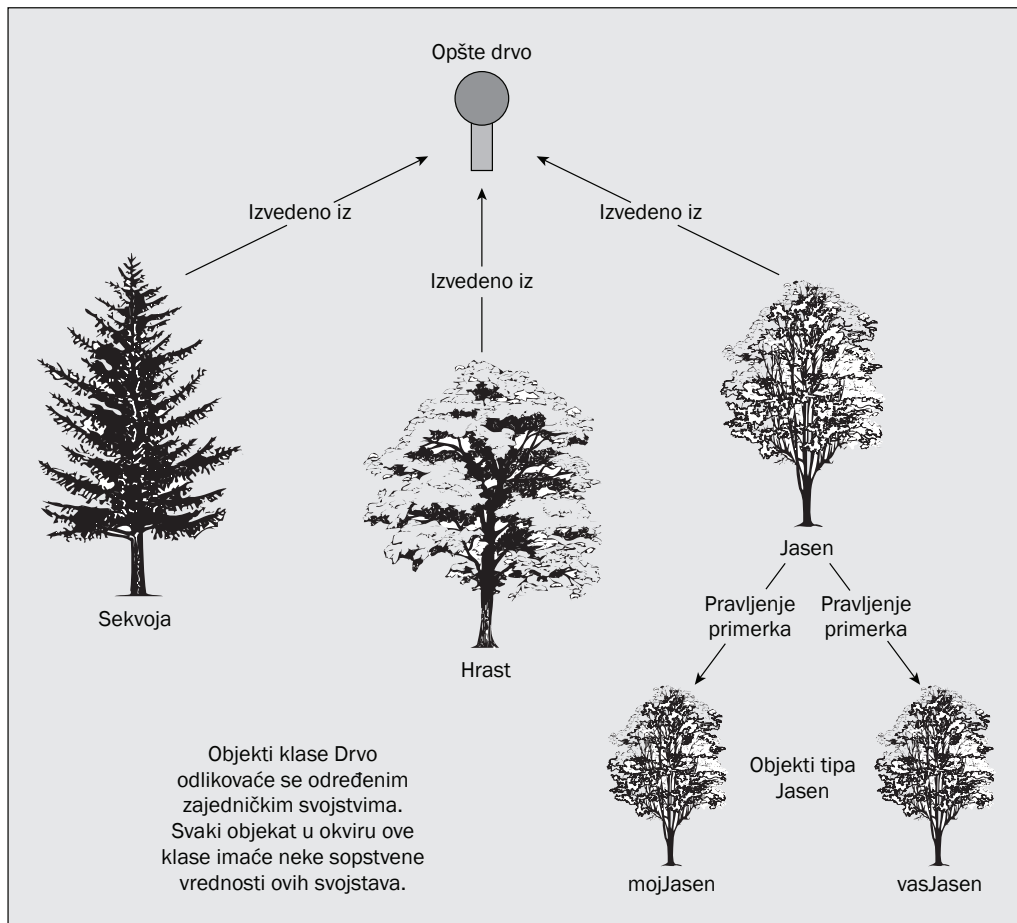 Opšte drvo
Izvedeno iz
Izvedeno iz
Izvedeno iz
Sekvoja
Hrast
Jasen
Pravljenje
primerka
Pravljenje
primerka
Objekti klase Drvo
odlikovaće se određenim
zajedničkim svojstvima.
Svaki objekat u okviru ove
klase imaće neke sopstvene
vrednosti ovih svojstava.
Objekti tipa
Jasen
mojJasen
vasJasen